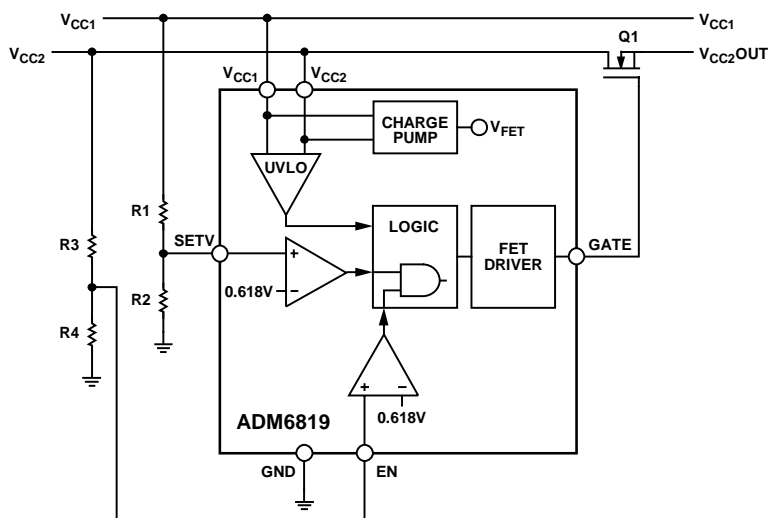 VCC1 VCC1
Q1
VCC2 VCC2OUT
VCC1 VCC2
CHARGE
PUMP
VFET
UVLO
R1
LOGIC
R3
SETV
FET
DRIVER
GATE
+
R2
0.618V −
R4
+ −
0.618V
ADM6819
GND EN